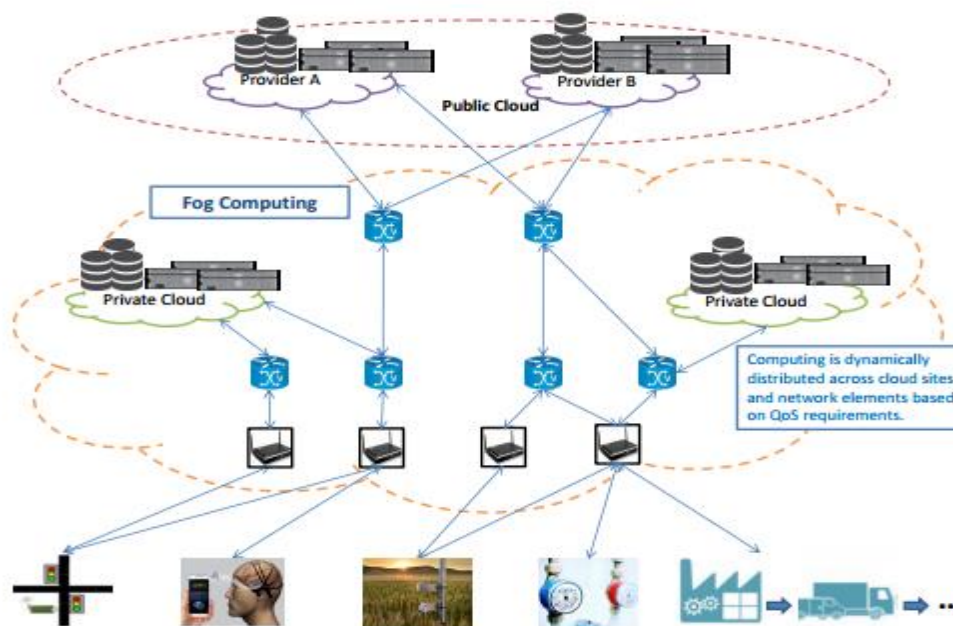 Provider A
Provider B
Public Cloud
Fog Computing
Private Cloud
Private Cloud
Computing is dynamically
distributed across cloud sites
and network elements based
on QoS requirements.
...